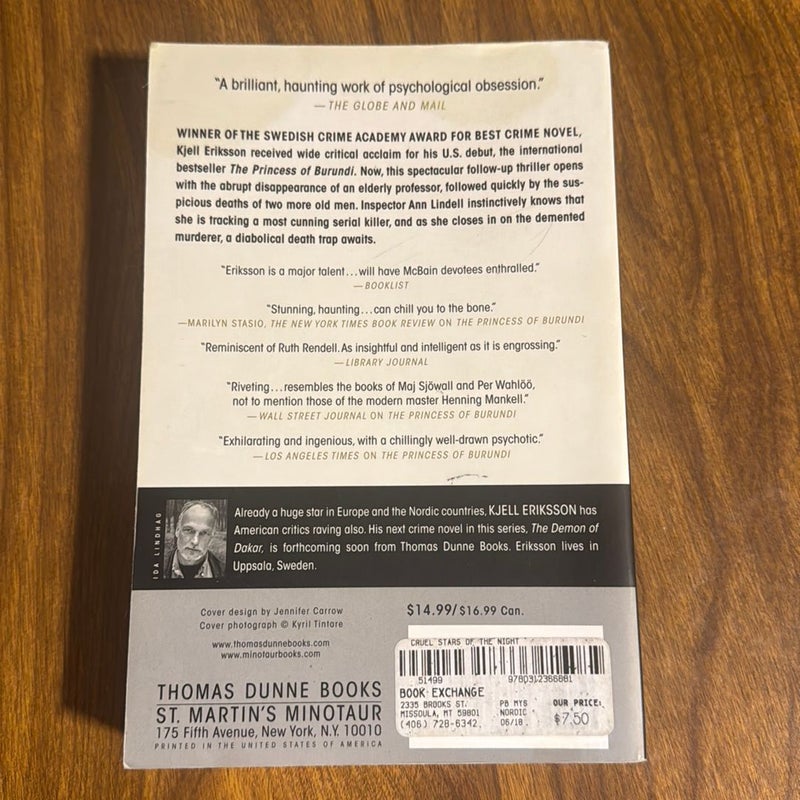 "A brilliant, haunting work of psychological obsession."
— THE GLOBE AND MAIL
WINNER OF THE SWEDISH CRIME ACADEMY AWARD FOR BEST CRIME NOVEL,
Kjell Eriksson received wide critical acclaim for his U.S. debut, the international
bestseller The Princess of Burundi. Now, this spectacular follow-up thriller opens
with the abrupt disappearance of an elderly professor, followed quickly by the sus-
picious deaths of two more old men. Inspector Ann Lindell instinctively knows that
she is tracking a most cunning serial killer, and as she closes in on the demented
murderer, a diabolical death trap awaits.
"Eriksson is a major talent...will have McBain devotees enthralled."
—BOOKLIST
"Stunning, haunting...can chill you to the bone."
—MARILYN STASIO, THE NEW YORK TIMES BOOK REVIEW ON THE PRINCESS OF BURUNDI
"Reminiscent of Ruth Rendell. As insightful and intelligent as it is engrossing."
—LIBRARY JOURNAL
"Riveting...resembles the books of Maj Sjöwall and Per Wahlöö,
not to mention those of the modern master Henning Mankell."
—WALL STREET JOURNAL ON THE PRINCESS OF BURUNDI
"Exhilarating and ingenious, with a chillingly well-drawn psychotic."
—LOS ANGELES TIMES ON THE PRINCESS OF BURUNDI
IDA LINDHAG
Already a huge star in Europe and the Nordic countries, KJELL ERIKSSON has
American critics raving also. His next crime novel in this series, The Demon of
Dakar, is forthcoming soon from Thomas Dunne Books. Eriksson lives in
Uppsala, Sweden.
Cover design by Jennifer Carrow
Cover photograph © Kyril Tintare
www.thomasdunnebooks.com
www.minotaurbooks.com
THOMAS DUNNE BOOKS
ST. MARTIN'S MINOTAUR
175 Fifth Avenue, New York, N.Y. 10010
PRINTED IN THE UNITED STATES OF AMERICA
$14.99/$16.99 Can.
CRUEL STARS OF THE NIGHT
51499 9780312366681
BOOK EXCHANGE
2335 BROOKS ST. PB MYS OUR PRICE:
MISSOULA, MT 59801 NORDIC $7.50
(406) 728-6342 06/18